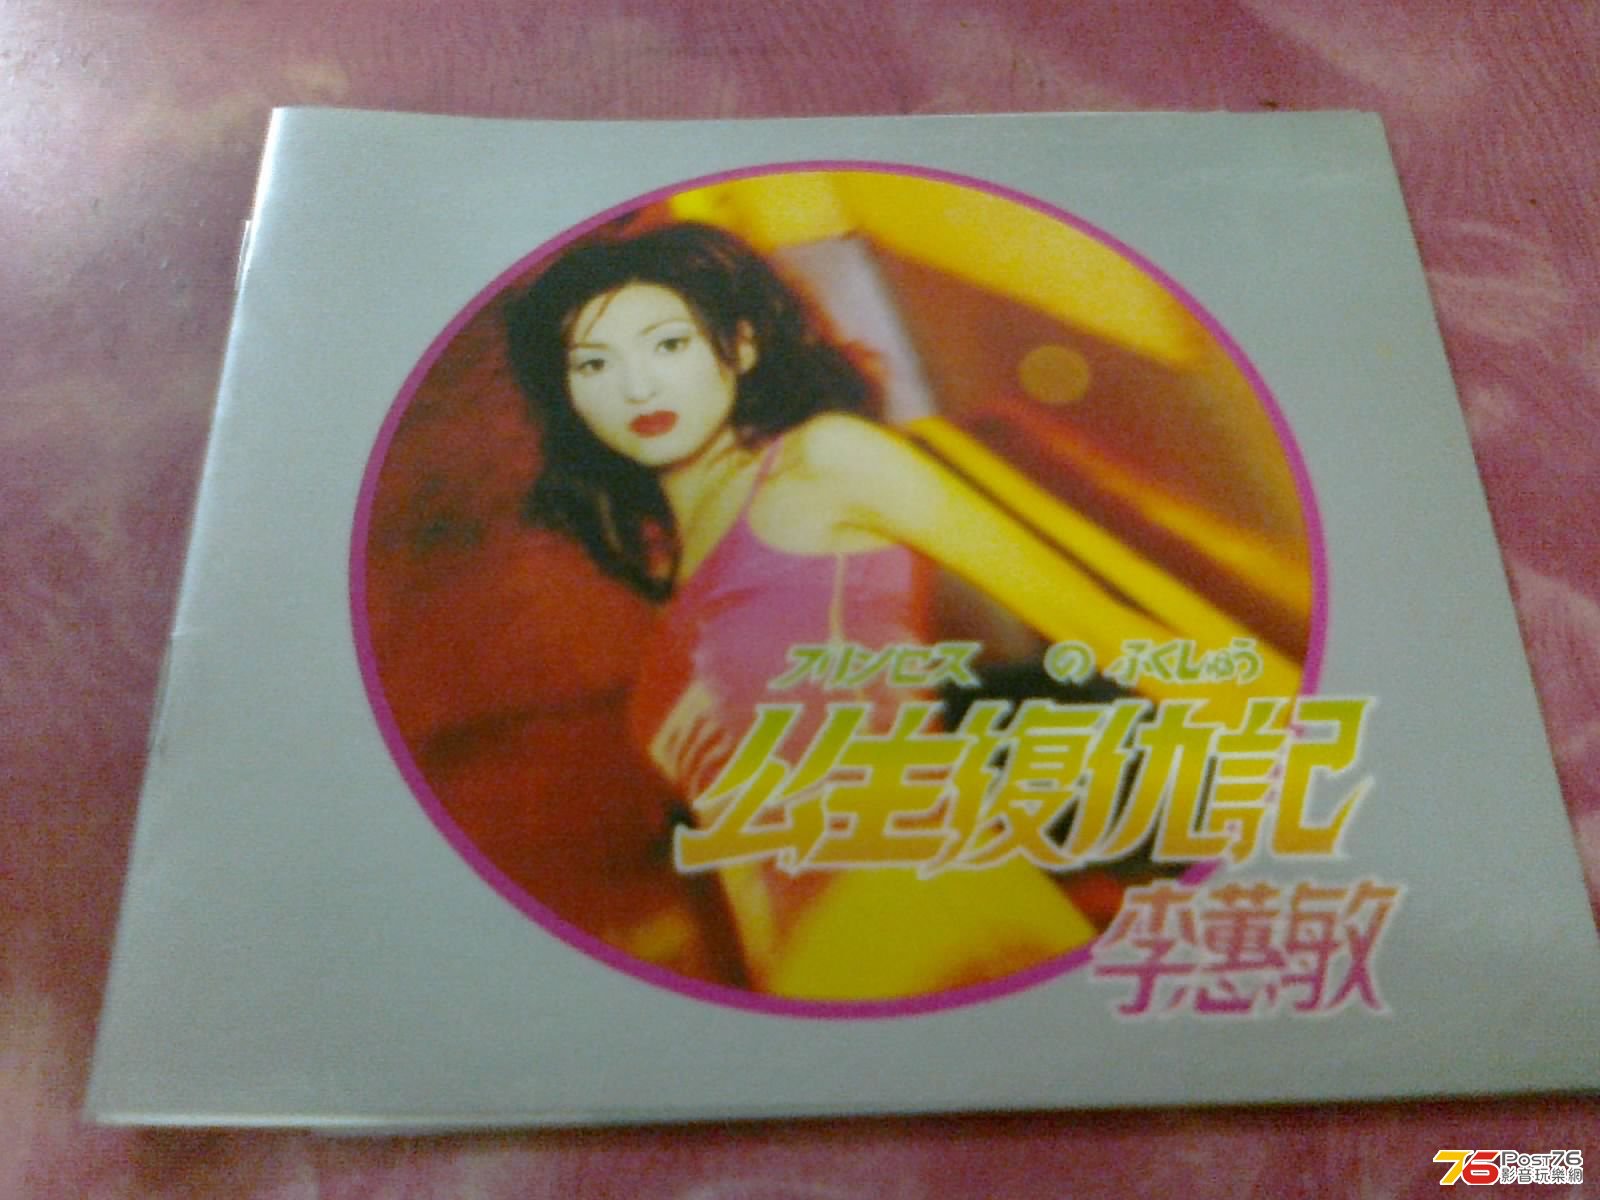 プリンセス の ふくしゅう
公主復仇記
李蕙敏
76 Post76
影音玩樂網